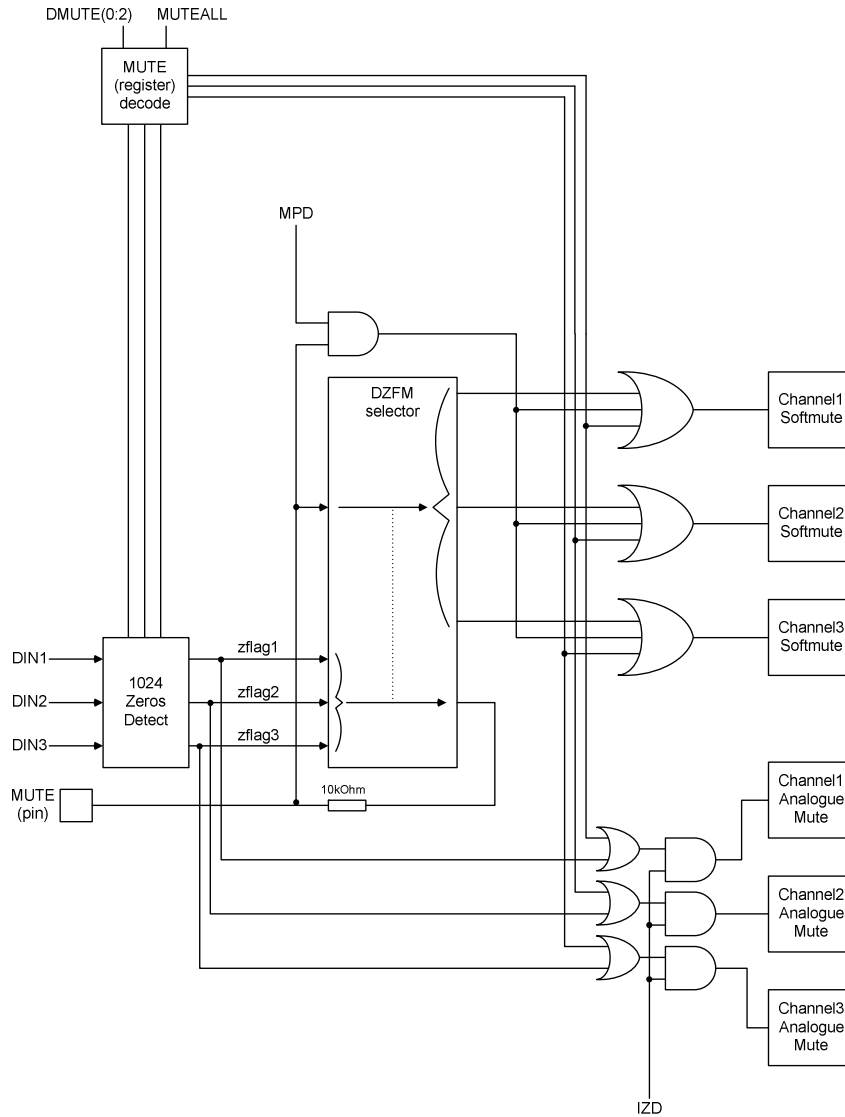 DMUTE(0:2)
MUTEALL
MUTE
(register)
decode
MPD
DZFM
selector
Channel1
Softmute
Channel2
Softmute
Channel3
Softmute
DIN1
DIN2
DIN3
1024
Zeros
Detect
zflag1
zflag2
zflag3
MUTE
(pin)
10kOhm
Channel1
Analogue
Mute
Channel2
Analogue
Mute
Channel3
Analogue
Mute
IZD